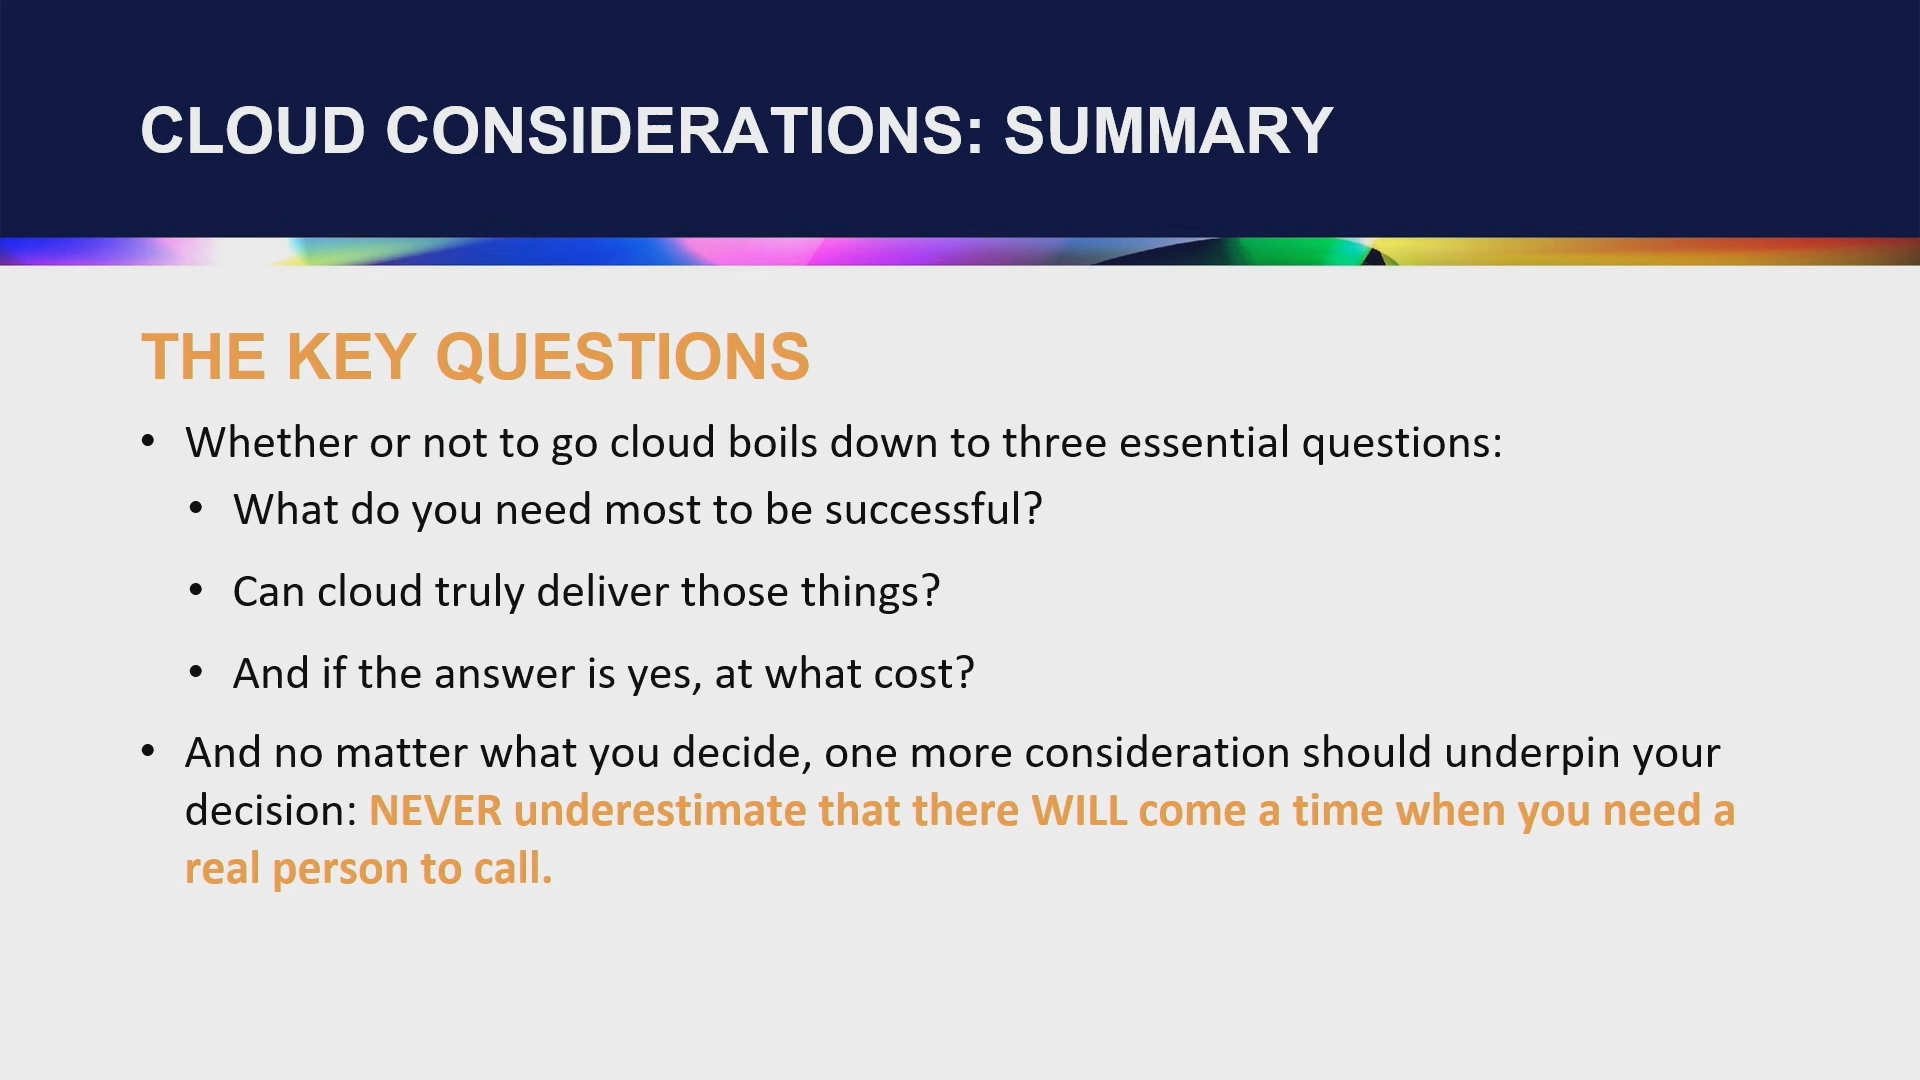 CLOUD CONSIDERATIONS: SUMMARY
THE KEY QUESTIONS
• Whether or not to go cloud boils down to three essential questions:
• What do you need most to be successful?
• Can cloud truly deliver those things?
• And if the answer is yes, at what cost?
• And no matter what you decide, one more consideration should underpin your
decision: NEVER underestimate that there WILL come a time when you need a
real person to call.